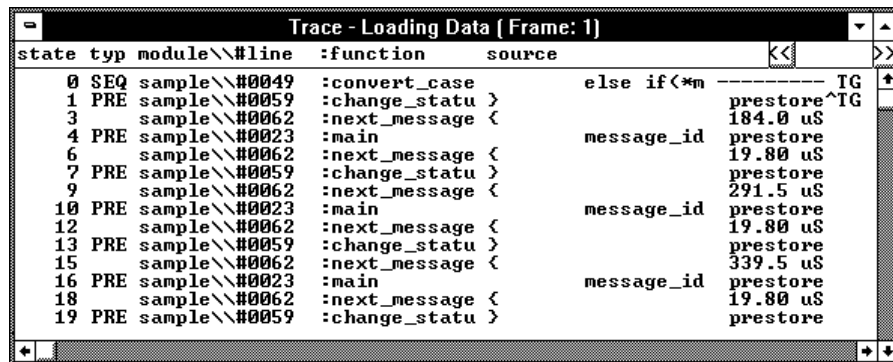 Trace - Loading Data ( Frame: 1)
state typ module\\#line :function source << >>
0 SEQ sample\\#0049 :convert_case else if(*m ---------- TG
1 PRE sample\\#0059 :change_statu } prestore^TG
3 sample\\#0062 :next_message { 184.0 uS
4 PRE sample\\#0023 :main message_id prestore
6 sample\\#0062 :next_message { 19.80 uS
7 PRE sample\\#0059 :change_statu } prestore
9 sample\\#0062 :next_message { 291.5 uS
10 PRE sample\\#0023 :main message_id prestore
12 sample\\#0062 :next_message { 19.80 uS
13 PRE sample\\#0059 :change_statu } prestore
15 sample\\#0062 :next_message { 339.5 uS
16 PRE sample\\#0023 :main message_id prestore
18 sample\\#0062 :next_message { 19.80 uS
19 PRE sample\\#0059 :change_statu } prestore